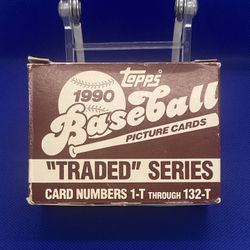 topps
1990
Baseball
PICTURE CARDS
"TRADED" SERIES
CARD NUMBERS 1-T THROUGH 132-T